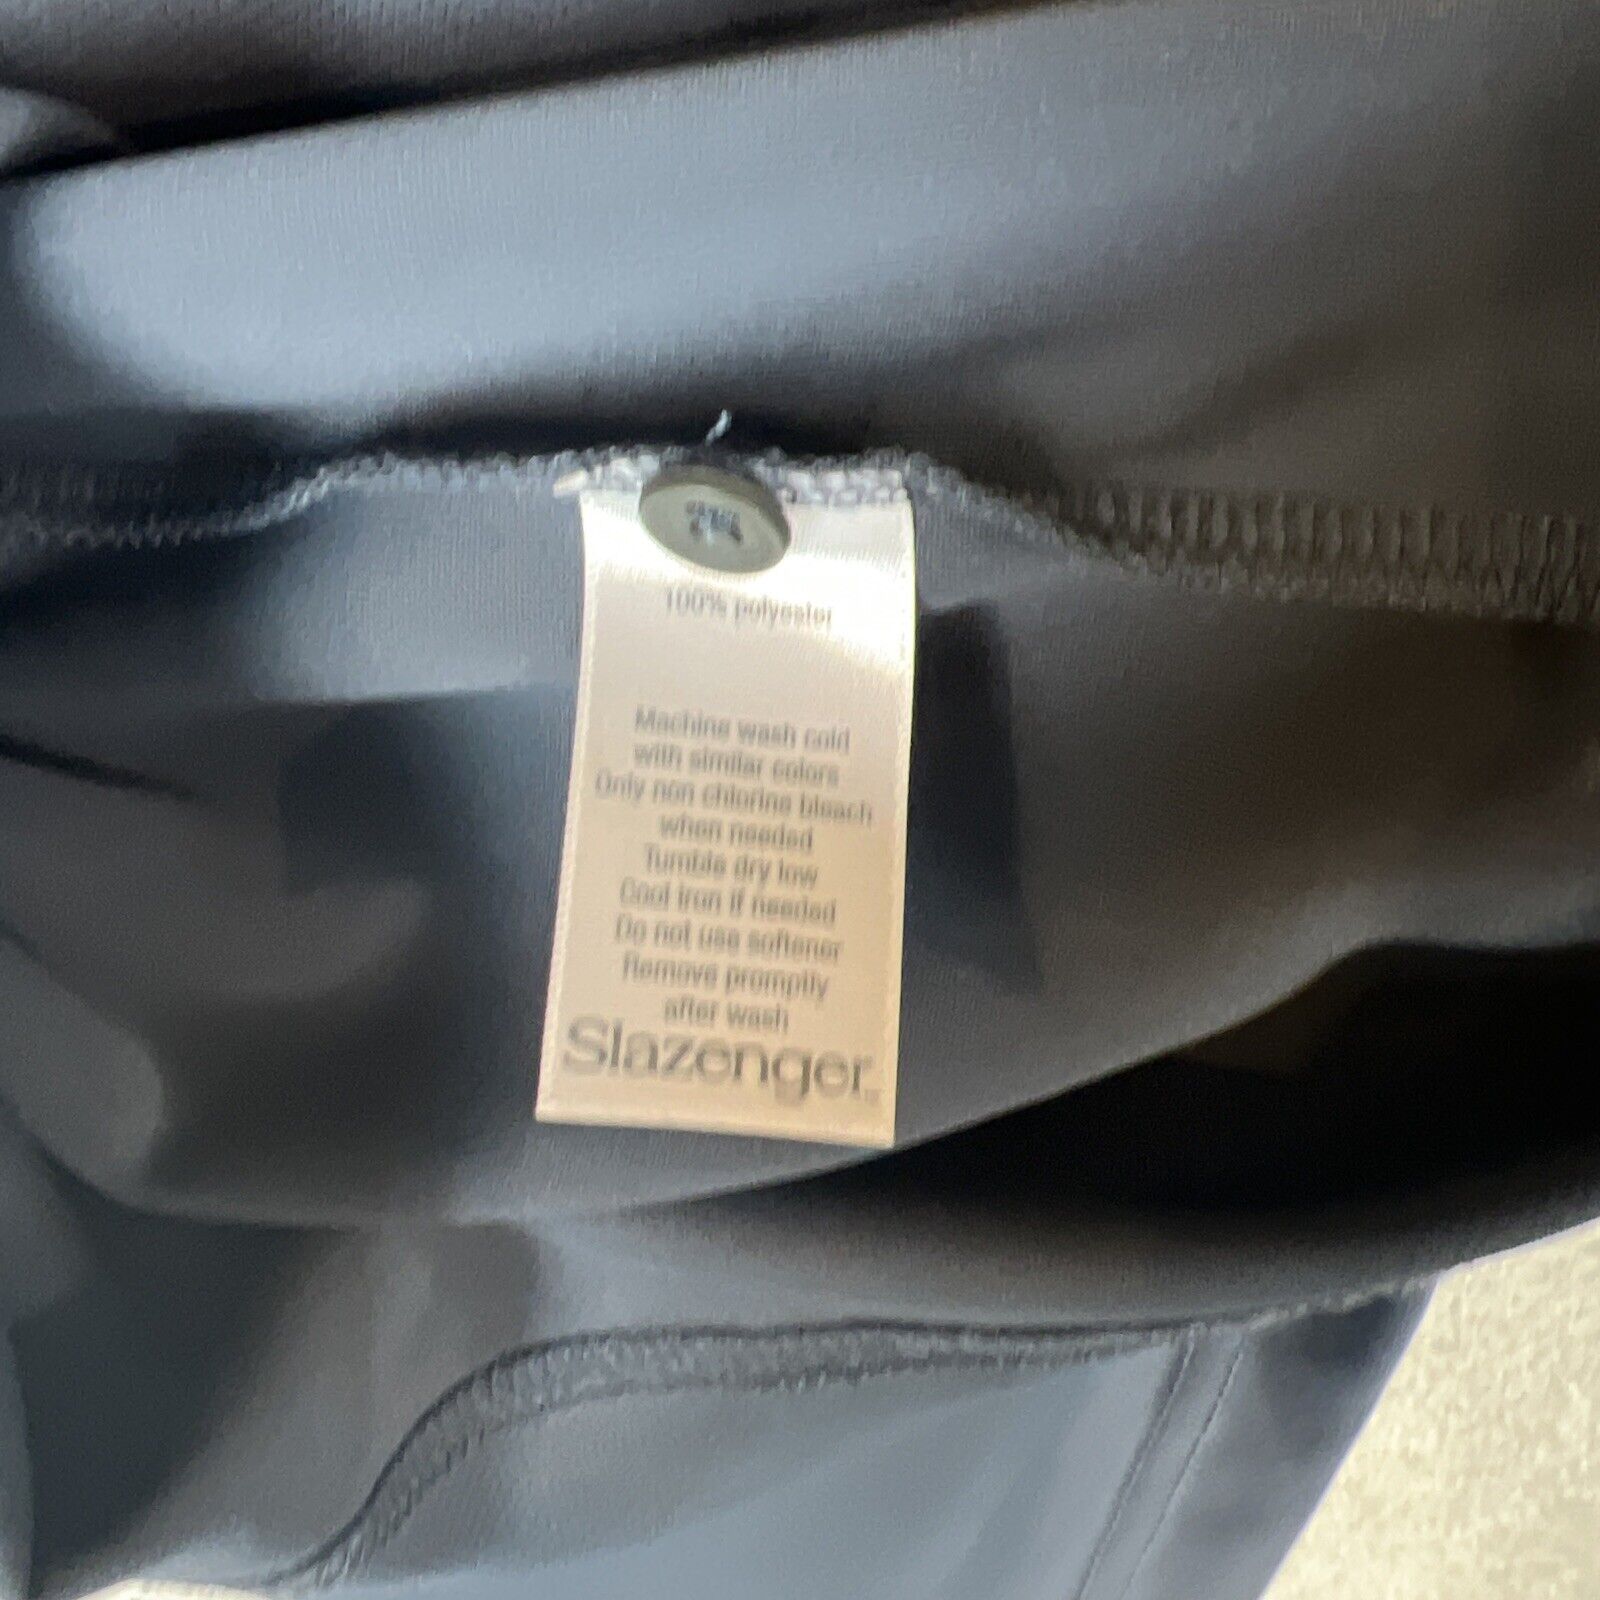 100% polyester
Machine wash cold
with similar colors
Only non chlorine bleach
when needed
Tumble dry low
Cool iron if needed
Do not use softener
Remove promptly
after wash
Slazenger